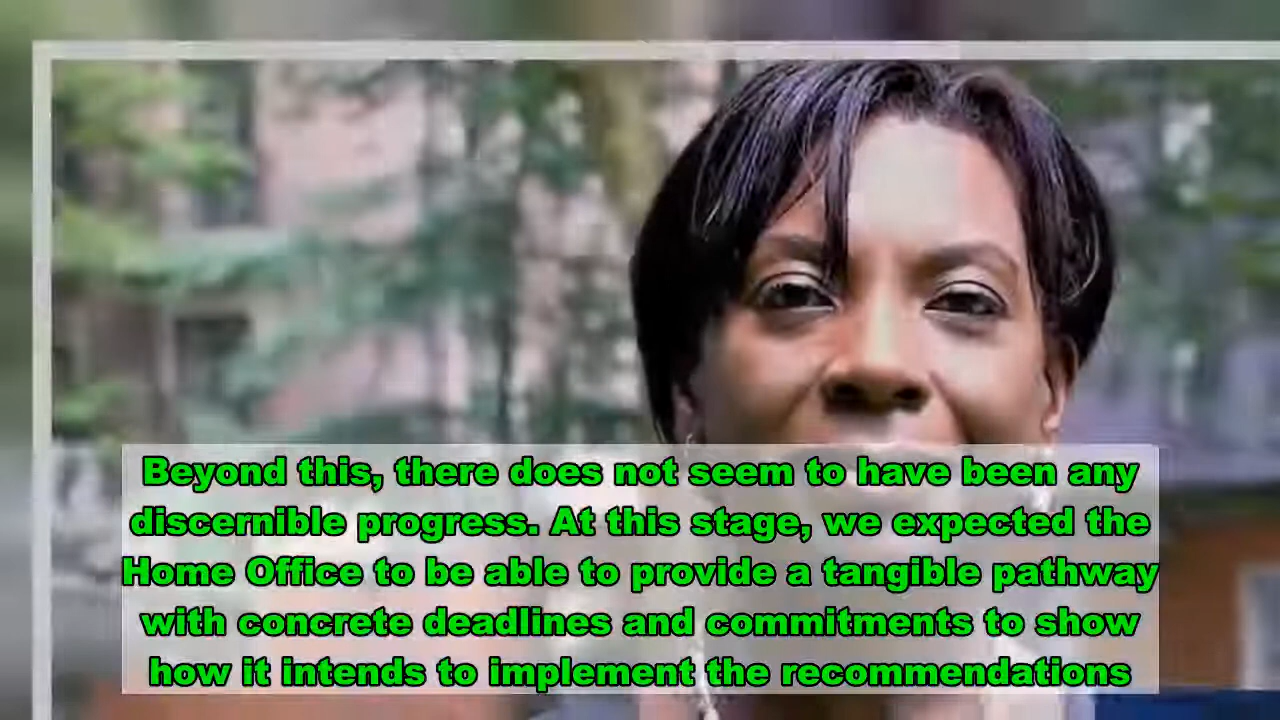 Beyond this, there does not seem to have been any
discernible progress. At this stage, we expected the
Home Office to be able to provide a tangible pathway
with concrete deadlines and commitments to show
how it intends to implement the recommendations